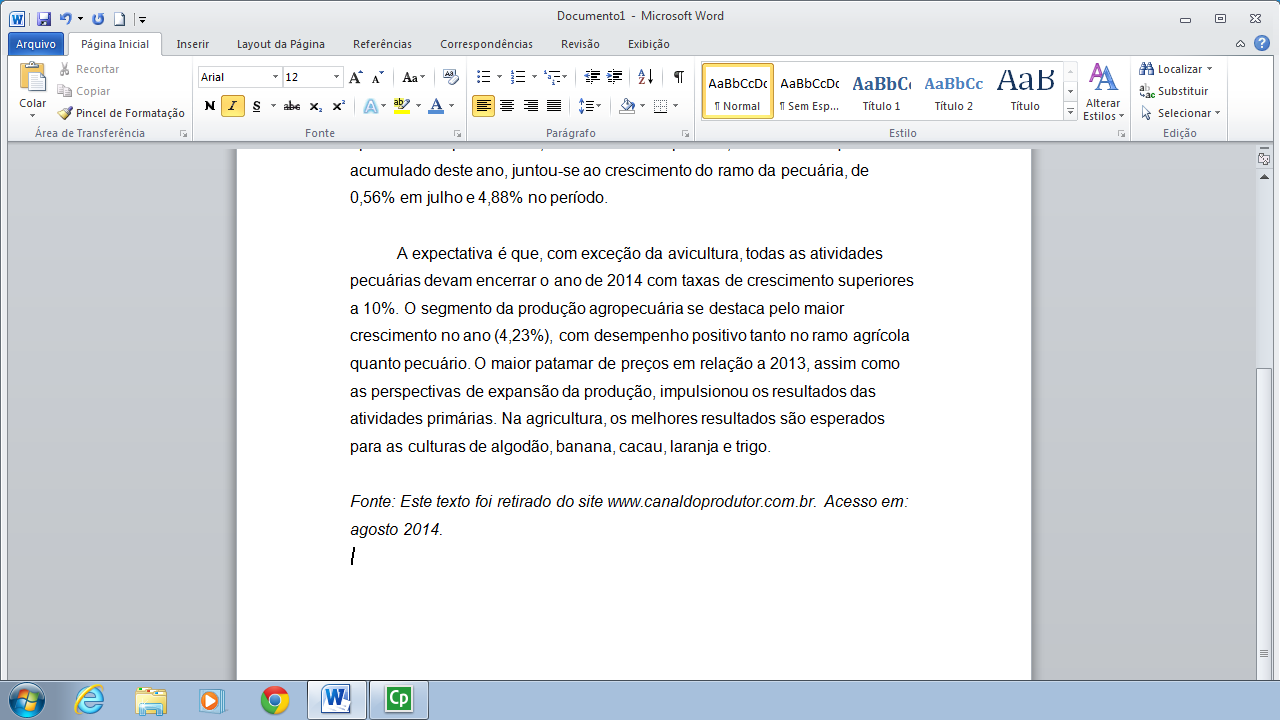 Documento1 - Microsoft Word
Arquivo Página Inicial Inserir Layout da Página Referências Correspondências Revisão Exibição
Colar
Recortar
Copiar
Pincel de Formatação
Área de Transferência
Arial 12
N I S abc x₂ x²
Fonte
Parágrafo
AaBbCcDc AaBbCcDc AaBbCc AaBbCc AaB
¶ Normal ¶ Sem Esp... Título 1 Título 2 Título
Alterar
Estilos
Estilo
Localizar
Substituir
Selecionar
Edição
acumulado deste ano, juntou-se ao crescimento do ramo da pecuária, de
0,56% em julho e 4,88% no período.
A expectativa é que, com exceção da avicultura, todas as atividades
pecuárias devam encerrar o ano de 2014 com taxas de crescimento superiores
a 10%. O segmento da produção agropecuária se destaca pelo maior
crescimento no ano (4,23%), com desempenho positivo tanto no ramo agrícola
quanto pecuário. O maior patamar de preços em relação a 2013, assim como
as perspectivas de expansão da produção, impulsionou os resultados das
atividades primárias. Na agricultura, os melhores resultados são esperados
para as culturas de algodão, banana, cacau, laranja e trigo.
Fonte: Este texto foi retirado do site www.canaldoprodutor.com.br. Acesso em:
agosto 2014.
Cp